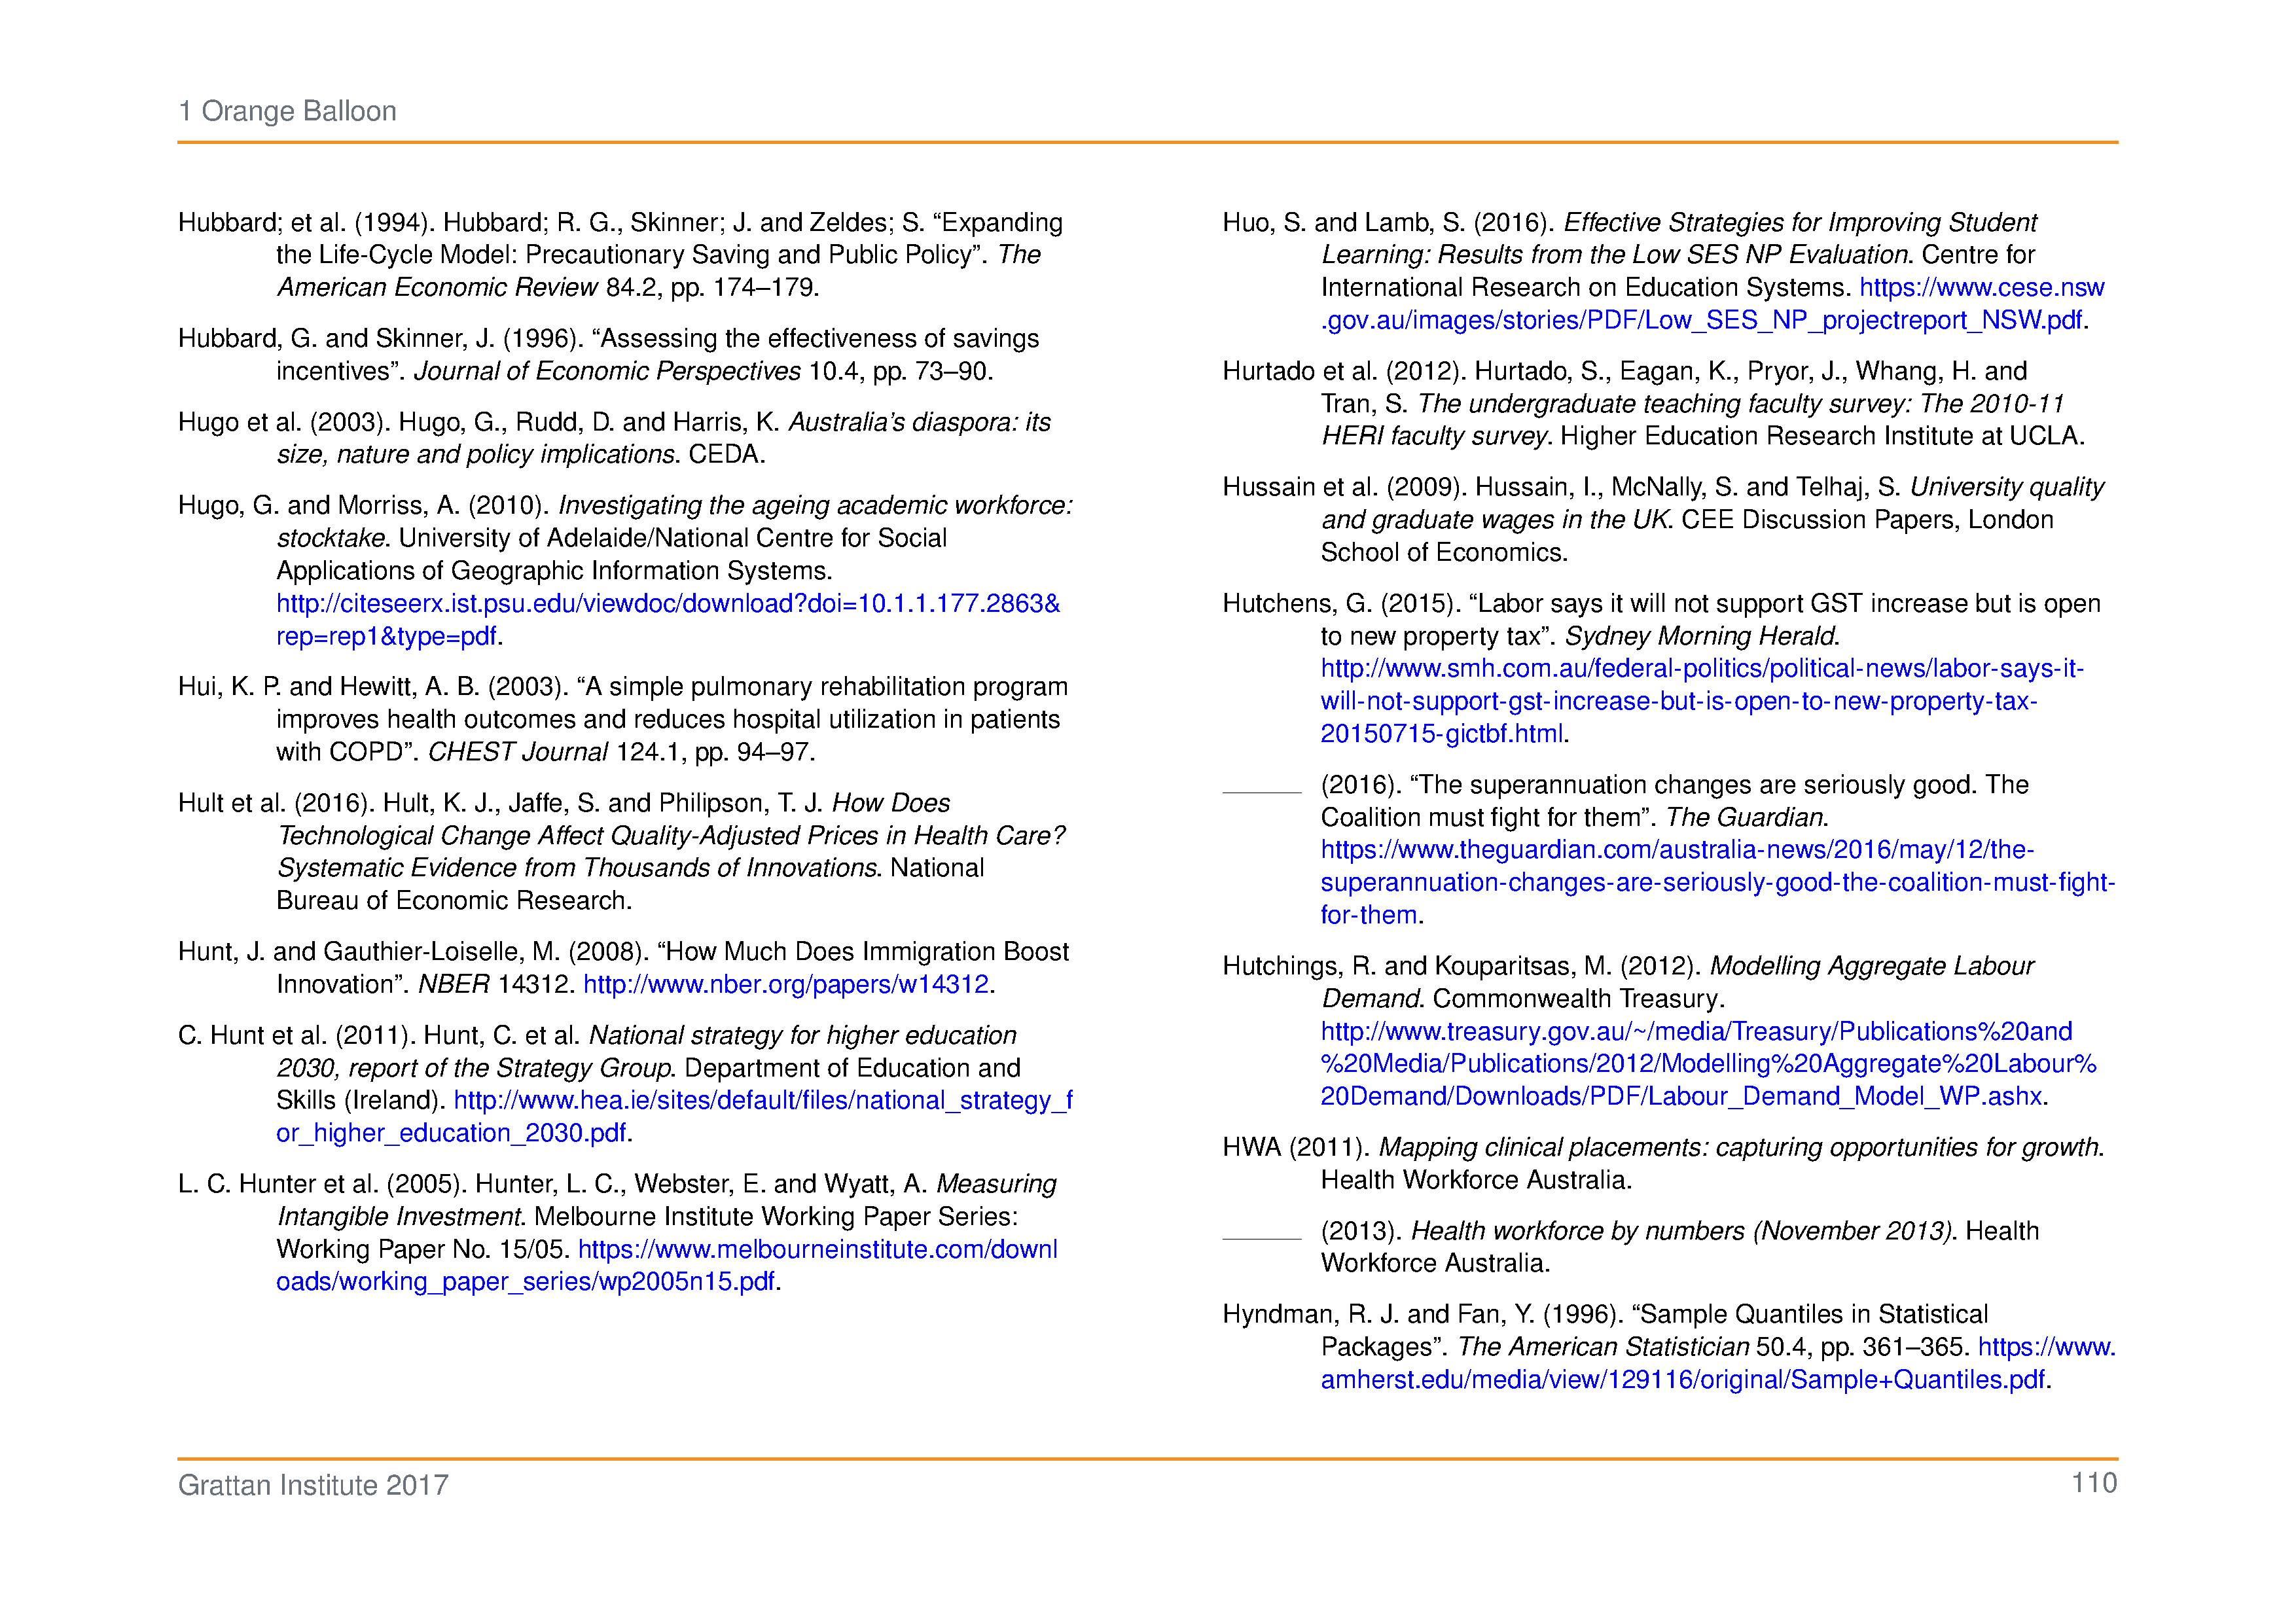 1 Orange Balloon
Hubbard; et al. (1994). Hubbard; R. G., Skinner; J. and Zeldes; S. “Expanding
the Life-Cycle Model: Precautionary Saving and Public Policy”. The
American Economic Review 84.2, pp. 174–179.
Hubbard, G. and Skinner, J. (1996). “Assessing the effectiveness of savings
incentives”. Journal of Economic Perspectives 10.4, pp. 73–90.
Hugo et al. (2003). Hugo, G., Rudd, D. and Harris, K. Australia’s diaspora: its
size, nature and policy implications. CEDA.
Hugo, G. and Morriss, A. (2010). Investigating the ageing academic workforce:
stocktake. University of Adelaide/National Centre for Social
Applications of Geographic Information Systems.
http://citeseerx.ist.psu.edu/viewdoc/download?doi=10.1.1.177.2863&
rep=rep1&type=pdf.
Hui, K. P. and Hewitt, A. B. (2003). “A simple pulmonary rehabilitation program
improves health outcomes and reduces hospital utilization in patients
with COPD”. CHEST Journal 124.1, pp. 94–97.
Hult et al. (2016). Hult, K. J., Jaffe, S. and Philipson, T. J. How Does
Technological Change Affect Quality-Adjusted Prices in Health Care?
Systematic Evidence from Thousands of Innovations. National
Bureau of Economic Research.
Hunt, J. and Gauthier-Loiselle, M. (2008). “How Much Does Immigration Boost
Innovation”. NBER 14312. http://www.nber.org/papers/w14312.
C. Hunt et al. (2011). Hunt, C. et al. National strategy for higher education
2030, report of the Strategy Group. Department of Education and
Skills (Ireland). http://www.hea.ie/sites/default/files/national_strategy_f
or_higher_education_2030.pdf.
L. C. Hunter et al. (2005). Hunter, L. C., Webster, E. and Wyatt, A. Measuring
Intangible Investment. Melbourne Institute Working Paper Series:
Working Paper No. 15/05. https://www.melbourneinstitute.com/downl
oads/working_paper_series/wp2005n15.pdf.
Huo, S. and Lamb, S. (2016). Effective Strategies for Improving Student
Learning: Results from the Low SES NP Evaluation. Centre for
International Research on Education Systems. https://www.cese.nsw
.gov.au/images/stories/PDF/Low_SES_NP_projectreport_NSW.pdf.
Hurtado et al. (2012). Hurtado, S., Eagan, K., Pryor, J., Whang, H. and
Tran, S. The undergraduate teaching faculty survey: The 2010-11
HERI faculty survey. Higher Education Research Institute at UCLA.
Hussain et al. (2009). Hussain, I., McNally, S. and Telhaj, S. University quality
and graduate wages in the UK. CEE Discussion Papers, London
School of Economics.
Hutchens, G. (2015). “Labor says it will not support GST increase but is open
to new property tax”. Sydney Morning Herald.
http://www.smh.com.au/federal-politics/political-news/labor-says-it-
will-not-support-gst-increase-but-is-open-to-new-property-tax-
20150715-gictbf.html.
(2016). “The superannuation changes are seriously good. The
Coalition must fight for them”. The Guardian.
https://www.theguardian.com/australia-news/2016/may/12/the-
superannuation-changes-are-seriously-good-the-coalition-must-fight-
for-them.
Hutchings, R. and Kouparitsas, M. (2012). Modelling Aggregate Labour
Demand. Commonwealth Treasury.
http://www.treasury.gov.au/~/media/Treasury/Publications%20and
%20Media/Publications/2012/Modelling%20Aggregate%20Labour%
20Demand/Downloads/PDF/Labour_Demand_Model_WP.ashx.
HWA (2011). Mapping clinical placements: capturing opportunities for growth.
Health Workforce Australia.
(2013). Health workforce by numbers (November 2013). Health
Workforce Australia.
Hyndman, R. J. and Fan, Y. (1996). “Sample Quantiles in Statistical
Packages”. The American Statistician 50.4, pp. 361–365. https://www.
amherst.edu/media/view/129116/original/Sample+Quantiles.pdf.
Grattan Institute 2017
110